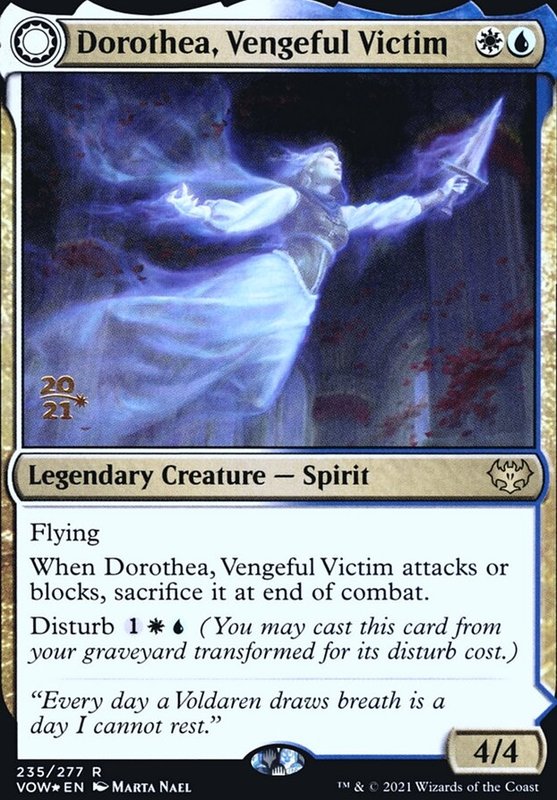 Dorothea, Vengeful Victim
20
21
Legendary Creature — Spirit
Flying
When Dorothea, Vengeful Victim attacks or
blocks, sacrifice it at end of combat.
Disturb 1 (You may cast this card from
your graveyard transformed for its disturb cost.)
“Every day a Voldaren draws breath is a
day I cannot rest.”
4/4
235/277 R
VOW★EN Marta Nael
™ & © 2021 Wizards of the Coast